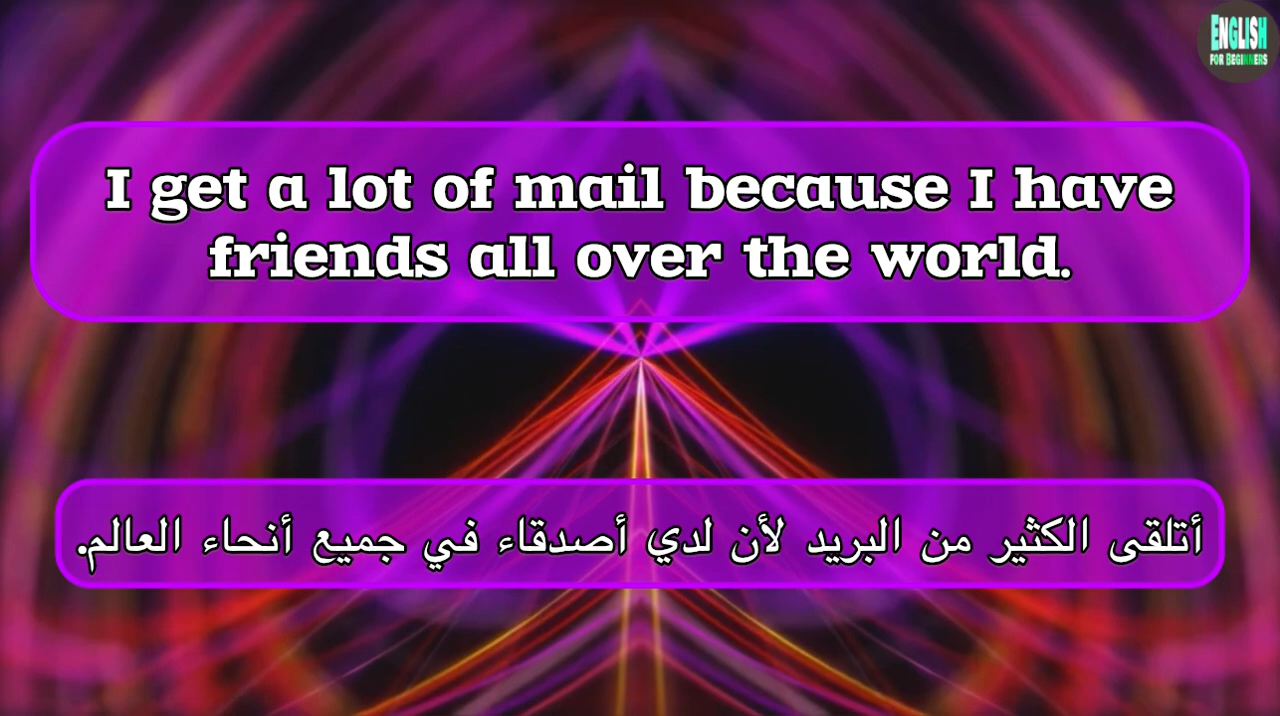 ENGLISH
FOR BEGINNERS
I get a lot of mail because I have
friends all over the world.
أتلقى الكثير من البريد لأن لدي أصدقاء في جميع أنحاء العالم.